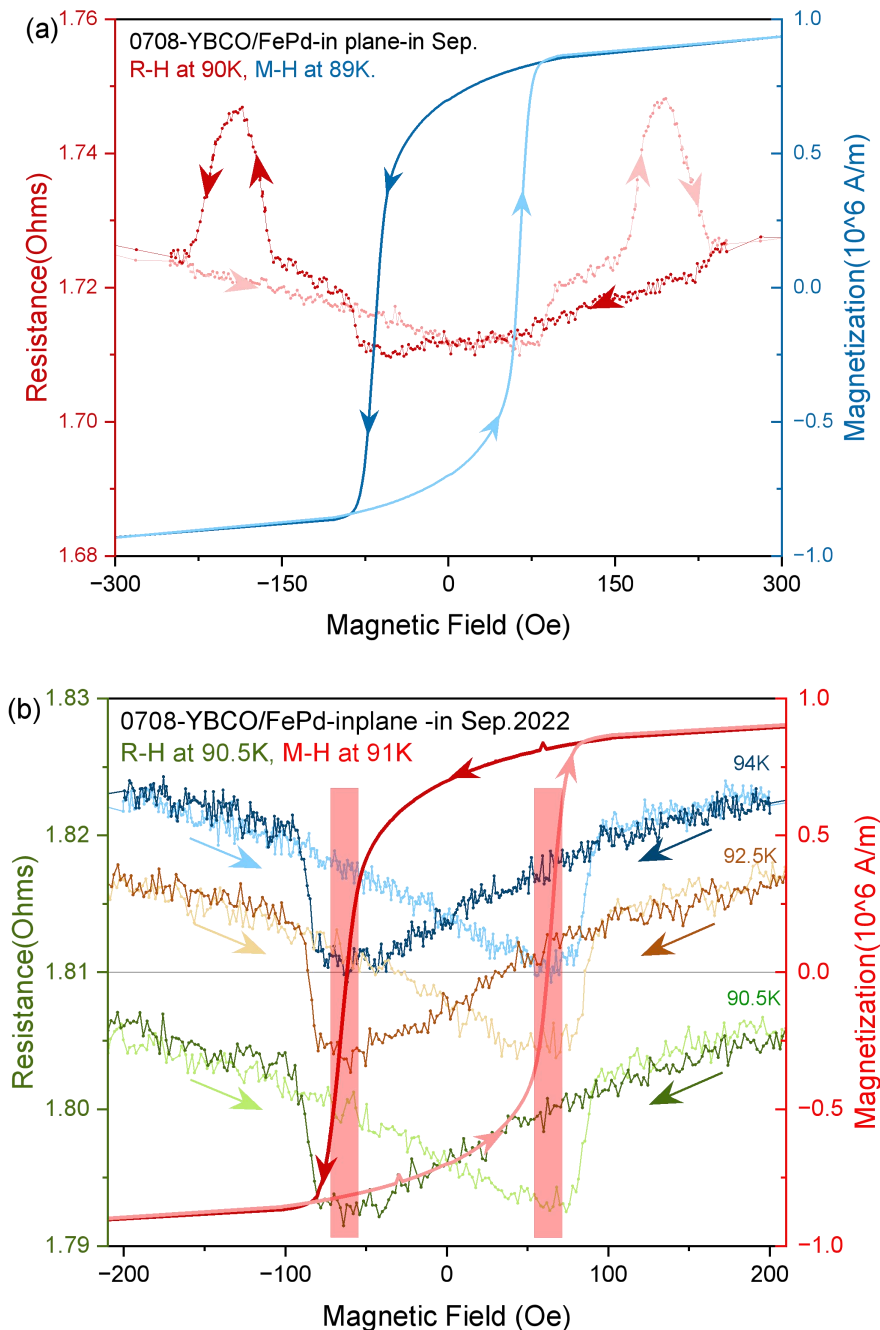 (a)
0708-YBCO/FePd-in plane-in Sep.
R-H at 90K, M-H at 89K.
1.76
1.74
1.72
1.70
1.68
Resistance(Ohms)
1.0
0.5
0.0
−0.5
−1.0
Magnetization(10^6 A/m)
−300
−150
0
150
300
Magnetic Field (Oe)
(b)
0708-YBCO/FePd-inplane -in Sep.2022
R-H at 90.5K, M-H at 91K
94K
92.5K
90.5K
1.83
1.82
1.81
1.80
1.79
Resistance(Ohms)
1.0
0.5
0.0
−0.5
−1.0
Magnetization(10^6 A/m)
−200
−100
0
100
200
Magnetic Field (Oe)